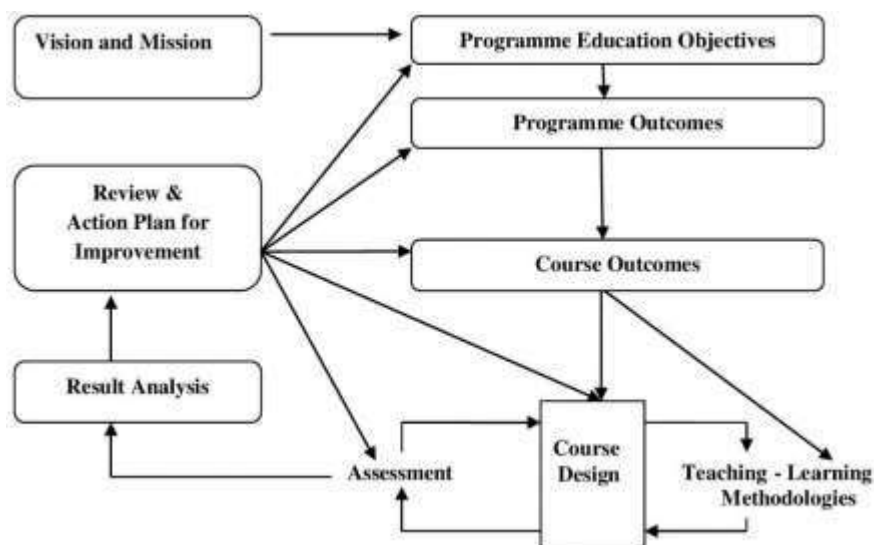 Vision and Mission
Programme Education Objectives
Programme Outcomes
Review &
Action Plan for
Improvement
Course Outcomes
Result Analysis
Assessment
Course
Design
Teaching - Learning
Methodologies